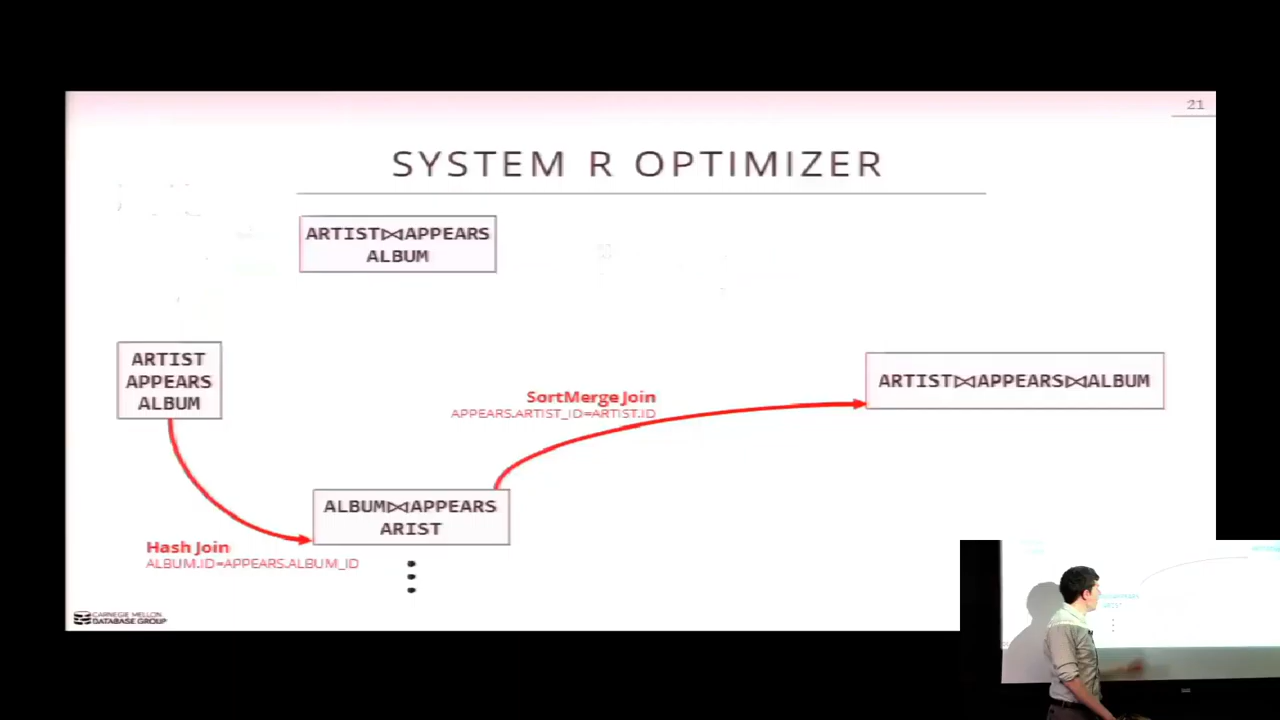 21
SYSTEM R OPTIMIZER
ARTIST⋈APPEARS
ALBUM
ARTIST
APPEARS
ALBUM
SortMerge Join
APPEARS.ARTIST_ID=ARTIST.ID
ARTIST⋈APPEARS⋈ALBUM
ALBUM⋈APPEARS
ARIST
Hash Join
ALBUM.ID=APPEARS.ALBUM_ID
CARNEGIE MELLON
DATABASE GROUP